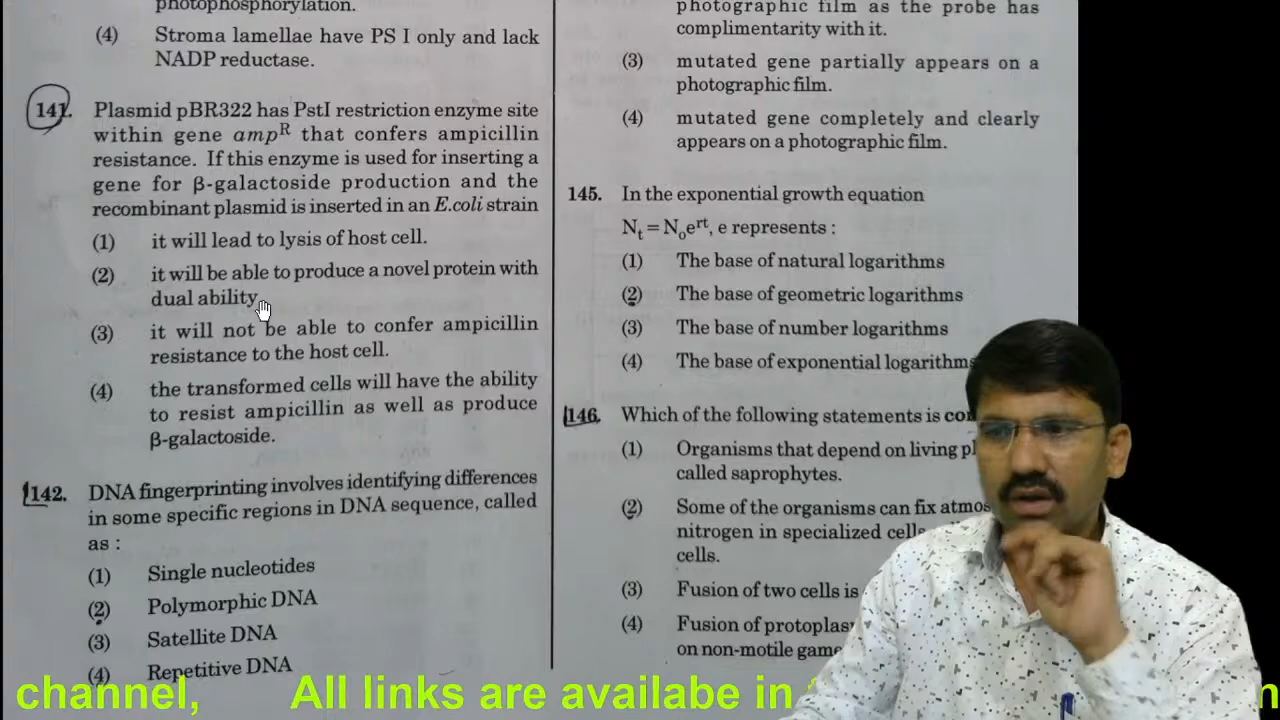 photophosphorylation.
(4) Stroma lamellae have PS I only and lack
NADP reductase.
141. Plasmid pBR322 has PstI restriction enzyme site
within gene ampR that confers ampicillin
resistance. If this enzyme is used for inserting a
gene for β-galactoside production and the
recombinant plasmid is inserted in an E.coli strain
(1) it will lead to lysis of host cell.
(2) it will be able to produce a novel protein with
dual ability.
(3) it will not be able to confer ampicillin
resistance to the host cell.
(4) the transformed cells will have the ability
to resist ampicillin as well as produce
β-galactoside.
142. DNA fingerprinting involves identifying differences
in some specific regions in DNA sequence, called
as :
(1) Single nucleotides
(2) Polymorphic DNA
(3) Satellite DNA
(4) Repetitive DNA
photographic film as the probe has
complimentarity with it.
(3) mutated gene partially appears on a
photographic film.
(4) mutated gene completely and clearly
appears on a photographic film.
145. In the exponential growth equation
Nt = Noert, e represents :
(1) The base of natural logarithms
(2) The base of geometric logarithms
(3) The base of number logarithms
(4) The base of exponential logarithms
146. Which of the following statements is
(1) Organisms that depend on living
called saprophytes.
(2) Some of the organisms can fix
nitrogen in specialized cells
cells.
(3) Fusion of two cells is
(4) Fusion of
on non-motile
channel, All links are availabe in